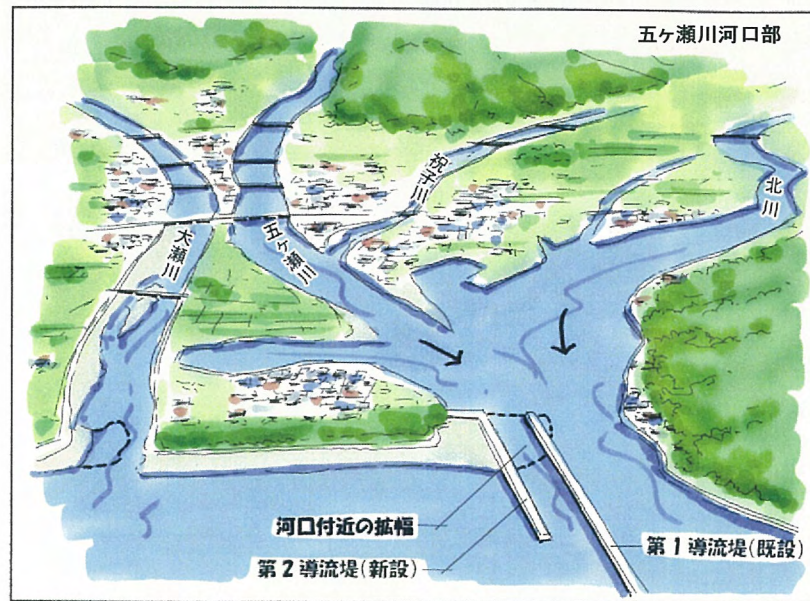 五ヶ瀬川河口部
祝子川
北川
大瀬川
五ヶ瀬川
河口付近の拡幅
第1導流堤(既設)
第2導流堤(新設)